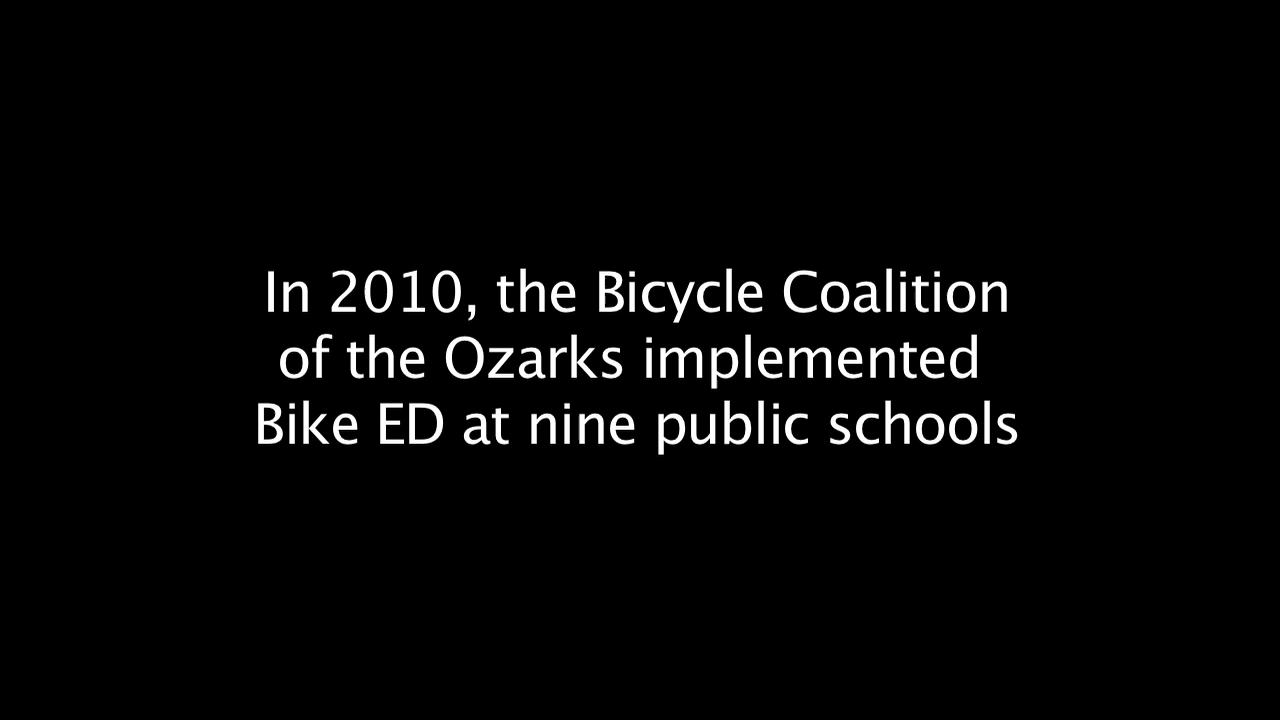 In 2010, the Bicycle Coalition
of the Ozarks implemented
Bike ED at nine public schools